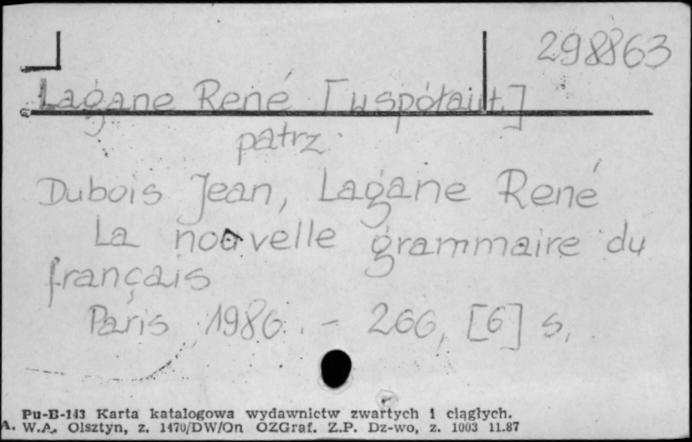 298863
Lagane René [współaut.]
patrz
Dubois Jean, Lagane René
La nouvelle grammaire du
français
Paris 1986. - 266, [6] s.
Pu-B-143 Karta katalogowa wydawnictw zwartych i ciągłych.
A. W.A. Olsztyn, z. 1470/DW/On OZGraf. Z.P. Dz-wo, z. 1003 11.87